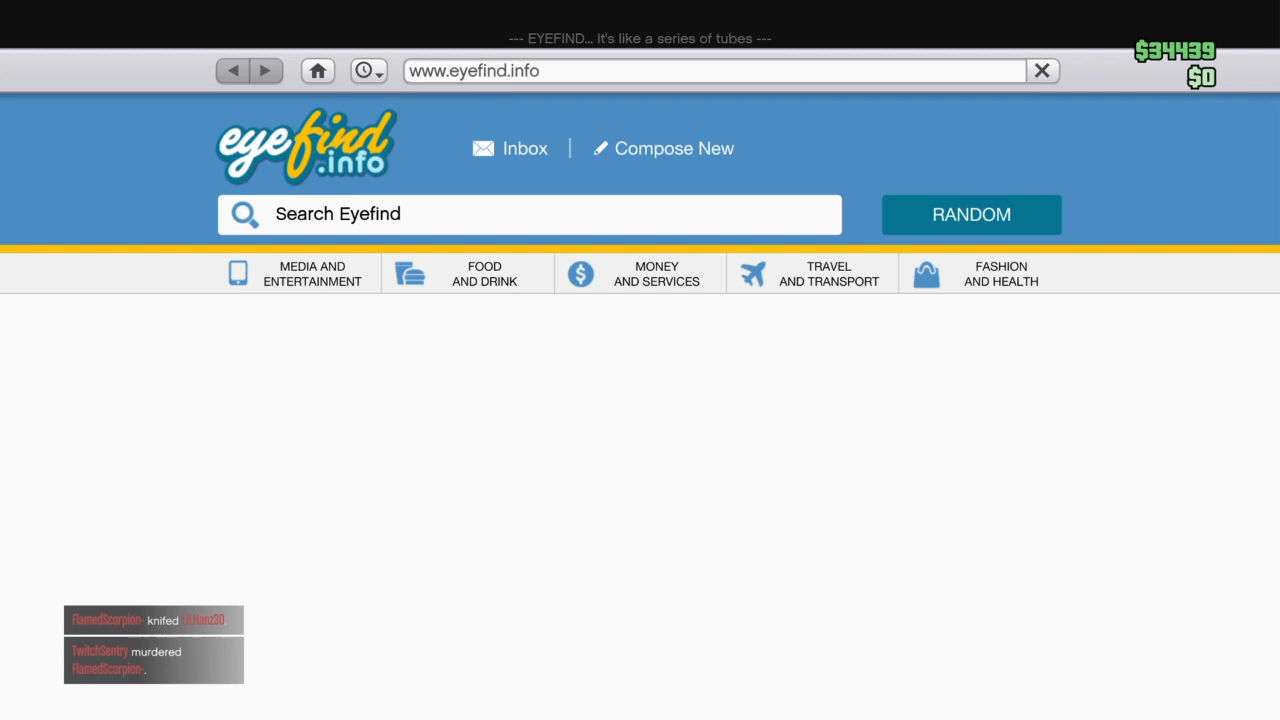 --- EYEFIND... It's like a series of tubes ---
$34439
www.eyefind.info
$0
eyefind
.info
Inbox
Compose New
Search Eyefind
RANDOM
MEDIA AND
ENTERTAINMENT
FOOD
AND DRINK
MONEY
AND SERVICES
TRAVEL
AND TRANSPORT
FASHION
AND HEALTH
FlamedScorpion- knifed
TwitchSentry murdered
FlamedScorpion-.